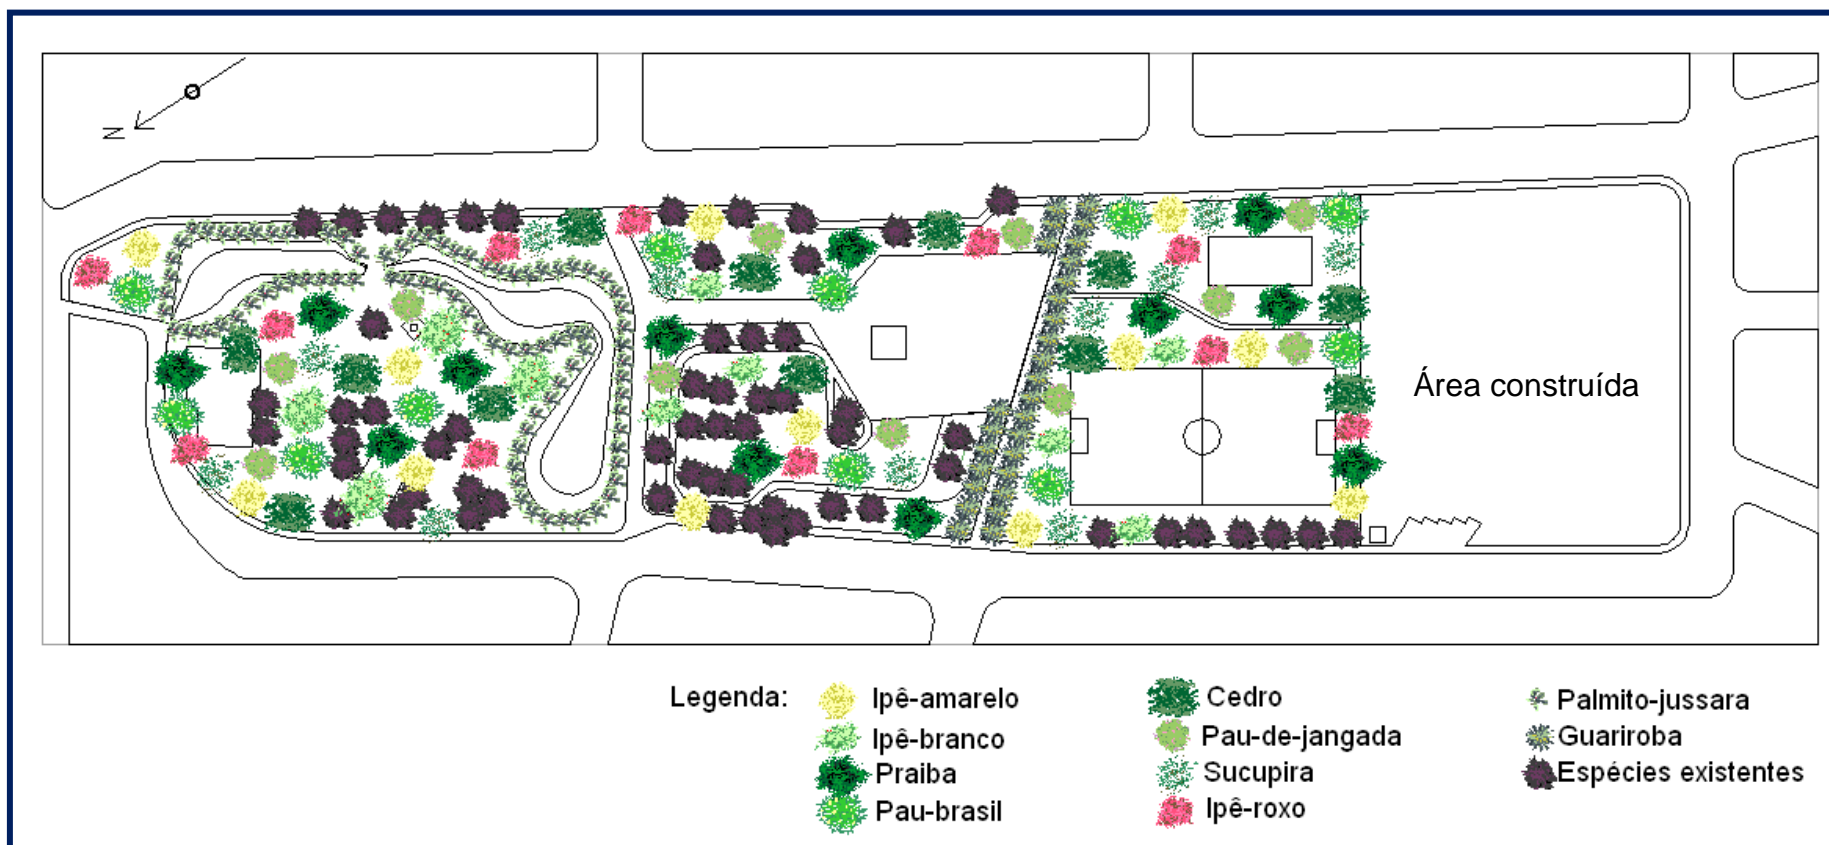 N
Área construída
Legenda:
Ipê-amarelo
Ipê-branco
Praiba
Pau-brasil
Cedro
Pau-de-jangada
Sucupira
Ipê-roxo
Palmito-jussara
Guariroba
Espécies existentes